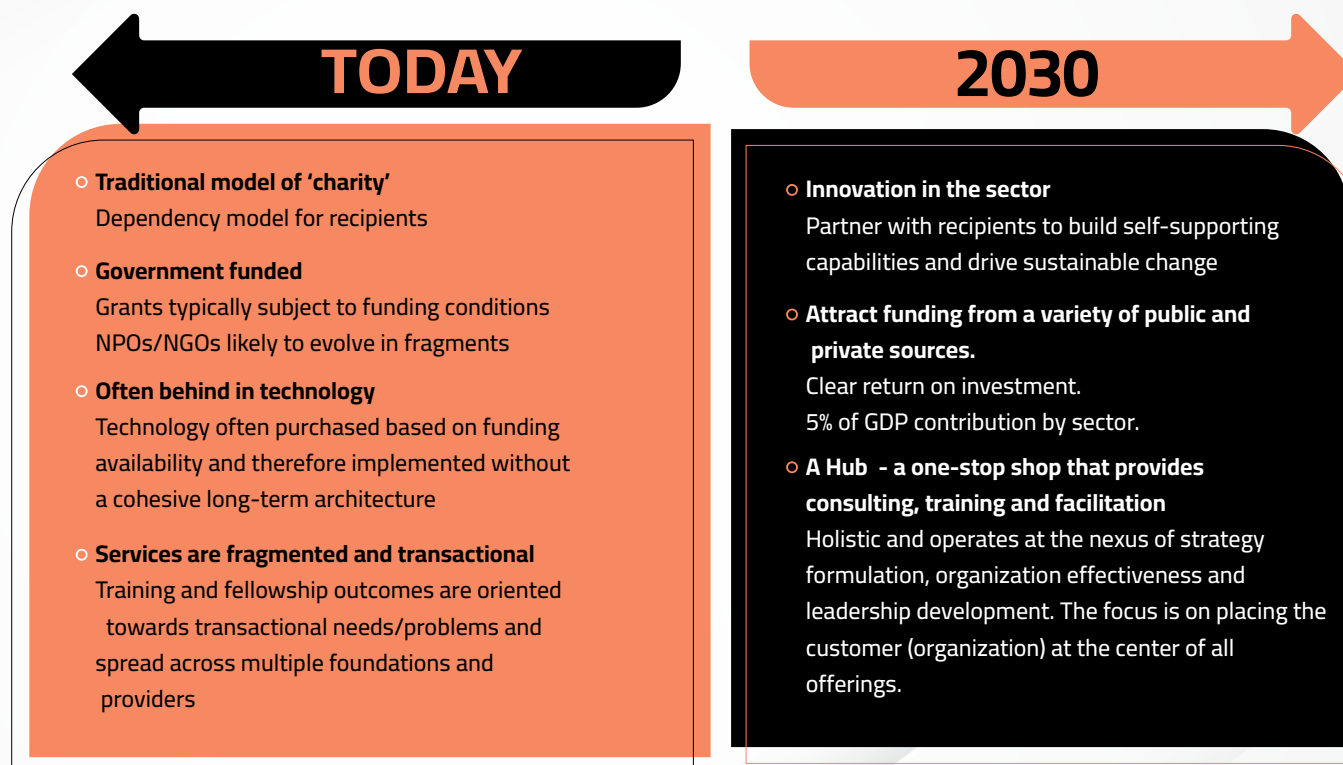 TODAY
Traditional model of ‘charity’
Dependency model for recipients
Government funded
Grants typically subject to funding conditions
NPOs/NGOs likely to evolve in fragments
Often behind in technology
Technology often purchased based on funding
availability and therefore implemented without
a cohesive long-term architecture
Services are fragmented and transactional
Training and fellowship outcomes are oriented
towards transactional needs/problems and
spread across multiple foundations and
providers
2030
Innovation in the sector
Partner with recipients to build self-supporting
capabilities and drive sustainable change
Attract funding from a variety of public and
private sources.
Clear return on investment.
5% of GDP contribution by sector.
A Hub - a one-stop shop that provides
consulting, training and facilitation
Holistic and operates at the nexus of strategy
formulation, organization effectiveness and
leadership development. The focus is on placing the
customer (organization) at the center of all
offerings.